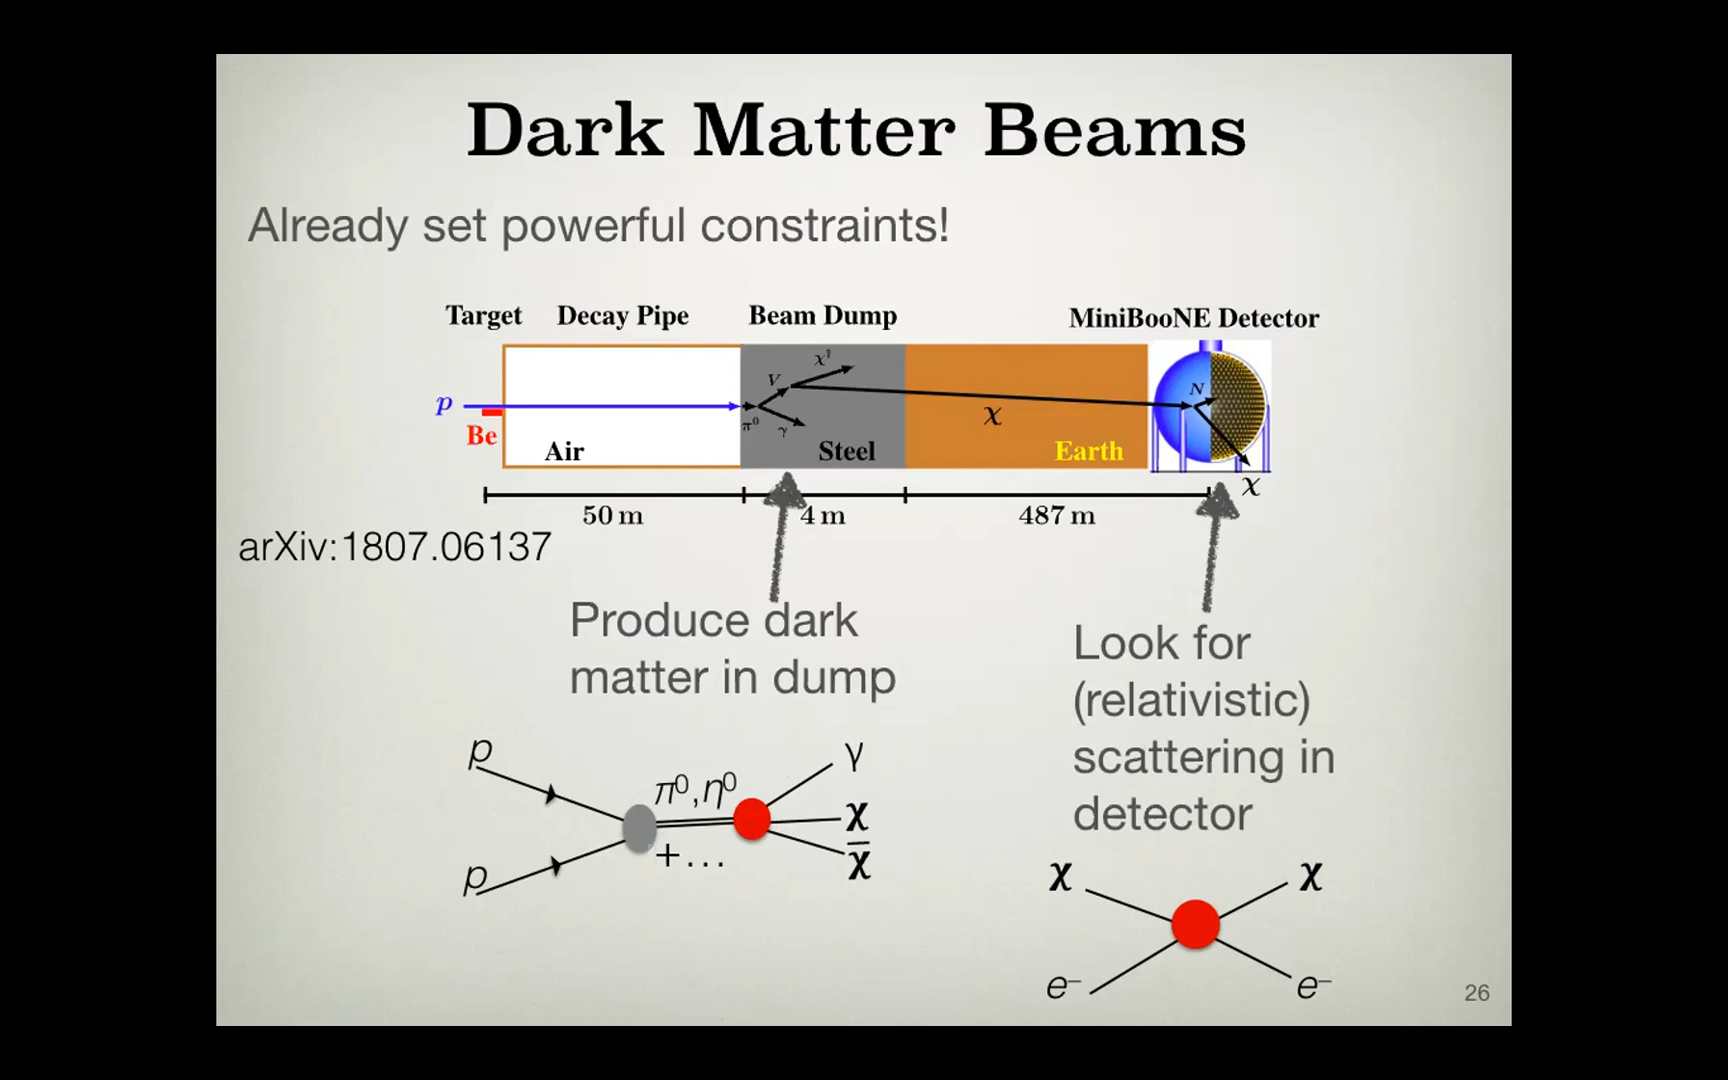 Dark Matter Beams
Already set powerful constraints!
Target Decay Pipe Beam Dump MiniBooNE Detector
p
Be
Air
π⁰
V
γ
χ†
Steel
χ
Earth
N
χ
50 m 4 m 487 m
arXiv:1807.06137
Produce dark
matter in dump
Look for
(relativistic)
scattering in
detector
p
p
π⁰,η⁰
+...
γ
χ
χ̅
χ
e⁻
χ
e⁻
26